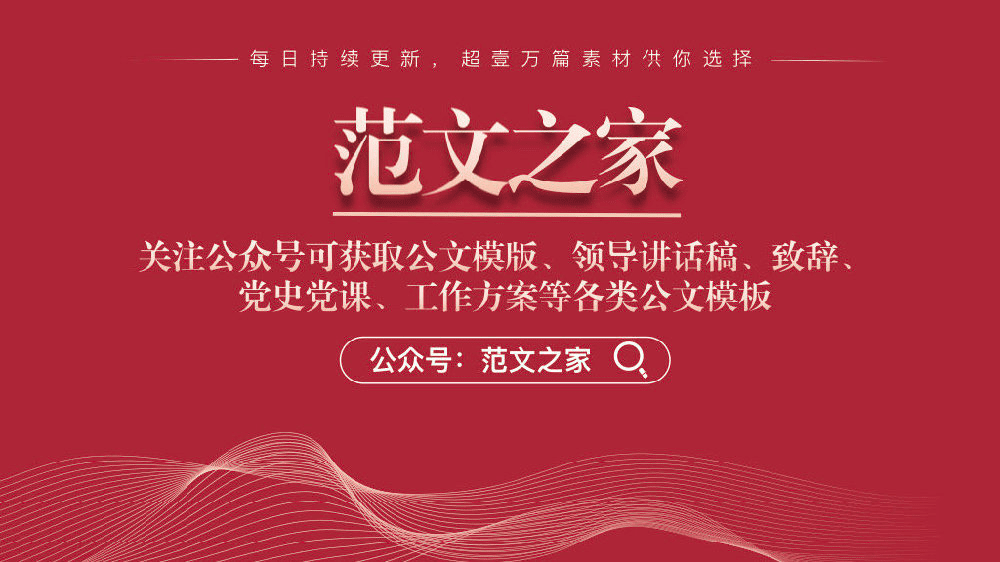 每日持续更新，超壹万篇素材供你选择
范文之家
关注公众号可获取公文模版、领导讲话稿、致辞、
党史党课、工作方案等各类公文模板
公众号：范文之家